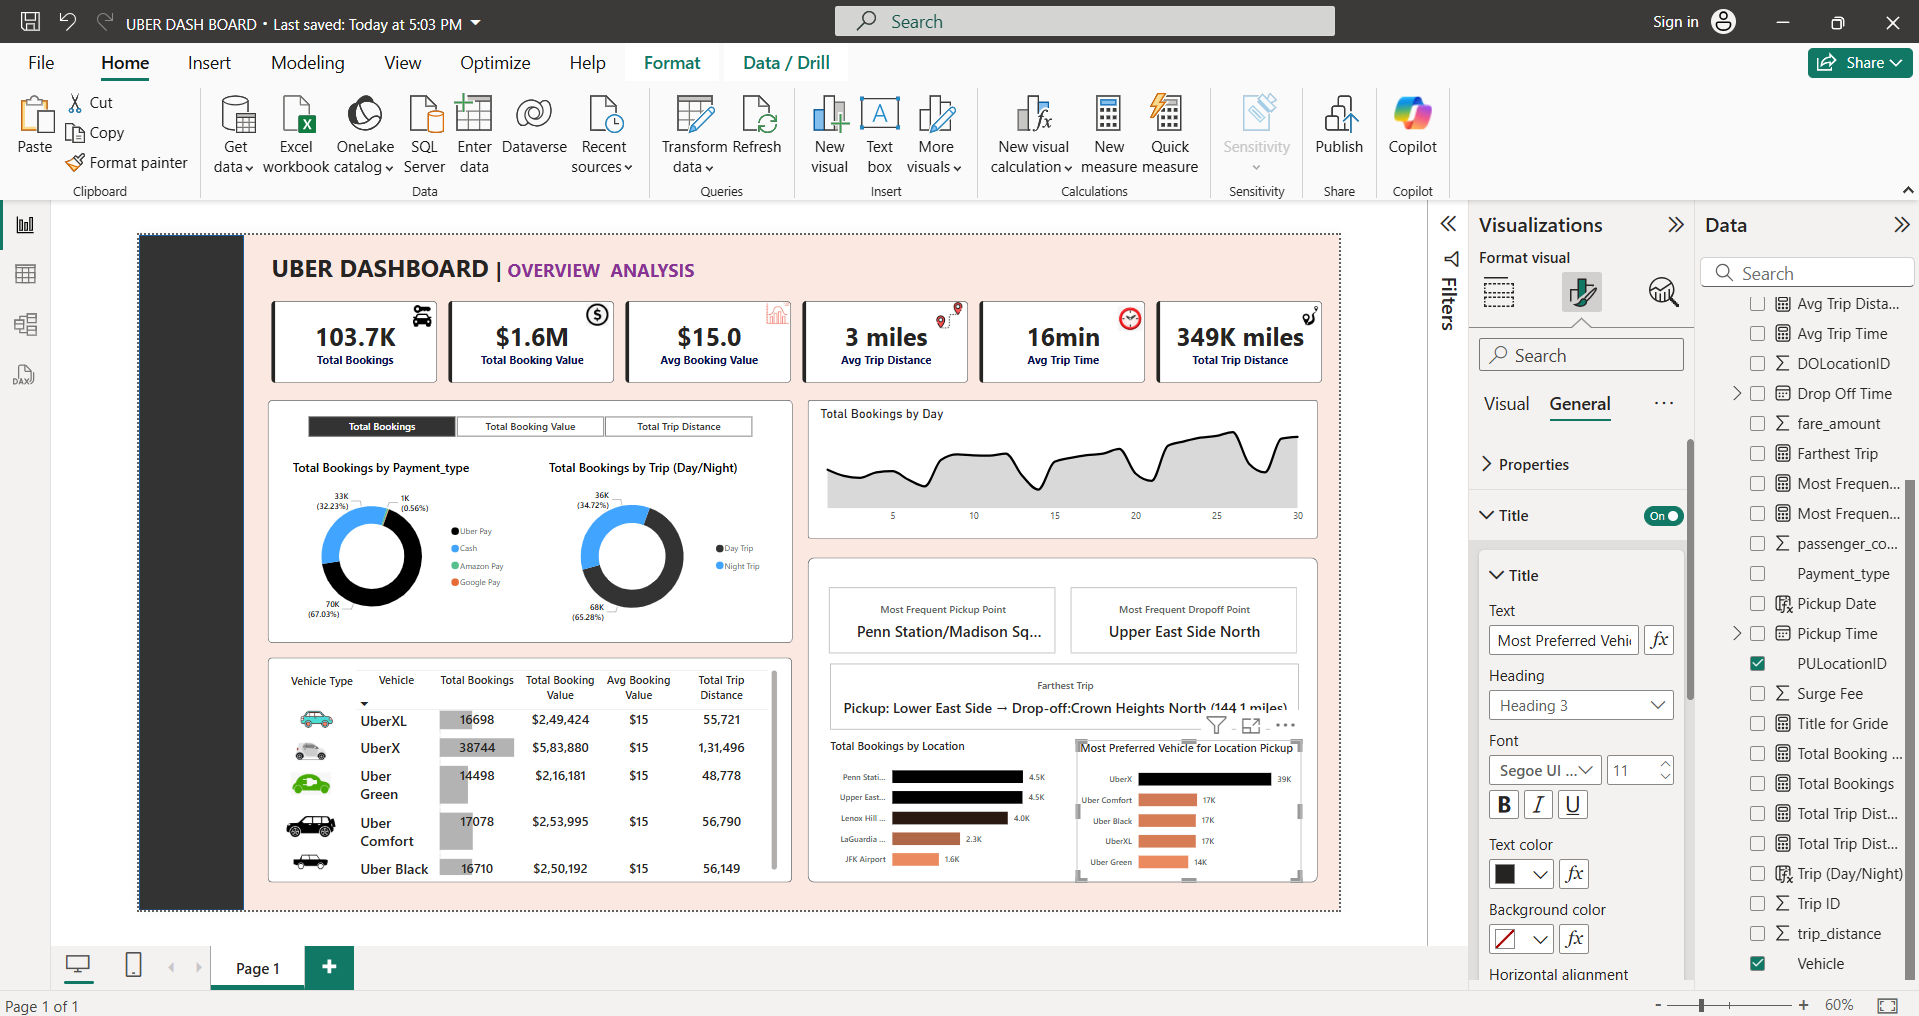 UBER DASH BOARD • Last saved: Today at 5:03 PM
Search
Sign in
File Home Insert Modeling View Optimize Help Format Data / Drill
Share
Paste
Cut
Copy
Format painter
Clipboard
Get data
Excel workbook
OneLake catalog
SQL Server
Enter data
Dataverse
Recent sources
Data
Transform data
Refresh
Queries
New visual
Text box
More visuals
Insert
New visual calculation
New measure
Quick measure
Calculations
Sensitivity
Sensitivity
Publish
Share
Copilot
Copilot
DAX
UBER DASHBOARD | OVERVIEW ANALYSIS
103.7K
Total Bookings
$1.6M
Total Booking Value
$15.0
Avg Booking Value
3 miles
Avg Trip Distance
16min
Avg Trip Time
349K miles
Total Trip Distance
Total Bookings
Total Booking Value
Total Trip Distance
Total Bookings by Payment_type
33K
(32.23%)
1K
(0.56%)
70K
(67.03%)
Uber Pay
Cash
Amazon Pay
Google Pay
Total Bookings by Trip (Day/Night)
36K
(34.72%)
68K
(65.28%)
Day Trip
Night Trip
Total Bookings by Day
5 10 15 20 25 30
Most Frequent Pickup Point
Penn Station/Madison Sq...
Most Frequent Dropoff Point
Upper East Side North
Farthest Trip
Pickup: Lower East Side → Drop-off:Crown Heights North (144.1 miles)
Vehicle Type Vehicle Total Bookings Total Booking Value Avg Booking Value Total Trip Distance
UberXL 16698 $2,49,424 $15 55,721
UberX 38744 $5,83,880 $15 1,31,496
Uber Green 14498 $2,16,181 $15 48,778
Uber Comfort 17078 $2,53,995 $15 56,790
Uber Black 16710 $2,50,192 $15 56,149
Total Bookings by Location
Penn Stati... 4.5K
Upper East... 4.5K
Lenox Hill ... 4.0K
LaGuardia ... 2.3K
JFK Airport 1.6K
Most Preferred Vehicle for Location Pickup
UberX 39K
Uber Comfort 17K
Uber Black 17K
UberXL 17K
Uber Green 14K
Filters
Visualizations
Format visual
Search
Visual General
Properties
Title On
Title
Text
Most Preferred Vehi
fx
Heading
Heading 3
Font
Segoe UI ... 11
B I U
Text color
fx
Background color
fx
Horizontal alignment
Data
Search
Avg Trip Dista...
Avg Trip Time
DOLocationID
Drop Off Time
fare_amount
Farthest Trip
Most Frequen...
Most Frequen...
passenger_co...
Payment_type
Pickup Date
Pickup Time
PULocationID
Surge Fee
Title for Gride
Total Booking ...
Total Bookings
Total Trip Dist...
Total Trip Dist...
Trip (Day/Night)
Trip ID
trip_distance
Vehicle
Page 1
Page 1 of 1
- + 60%